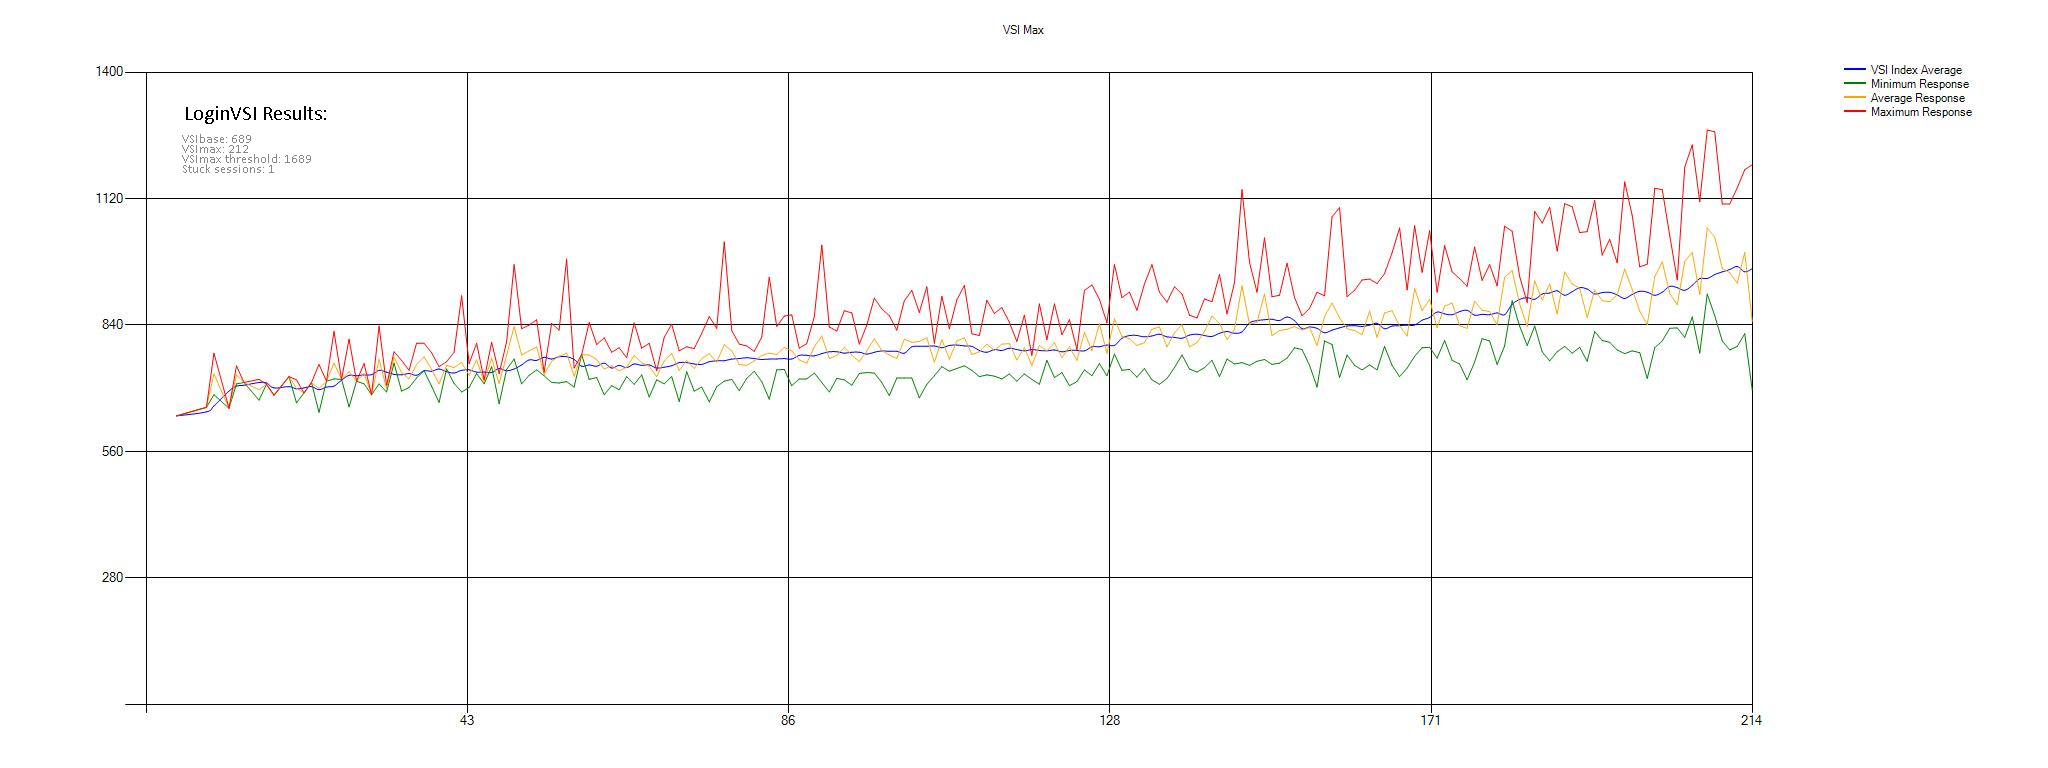 VSI Max
1400
1120
840
560
280
LoginVSI Results:
VSIbase: 689
VSImax: 212
VSImax threshold: 1689
Stuck sessions: 1
VSI Index Average
Minimum Response
Average Response
Maximum Response
43
86
128
171
214